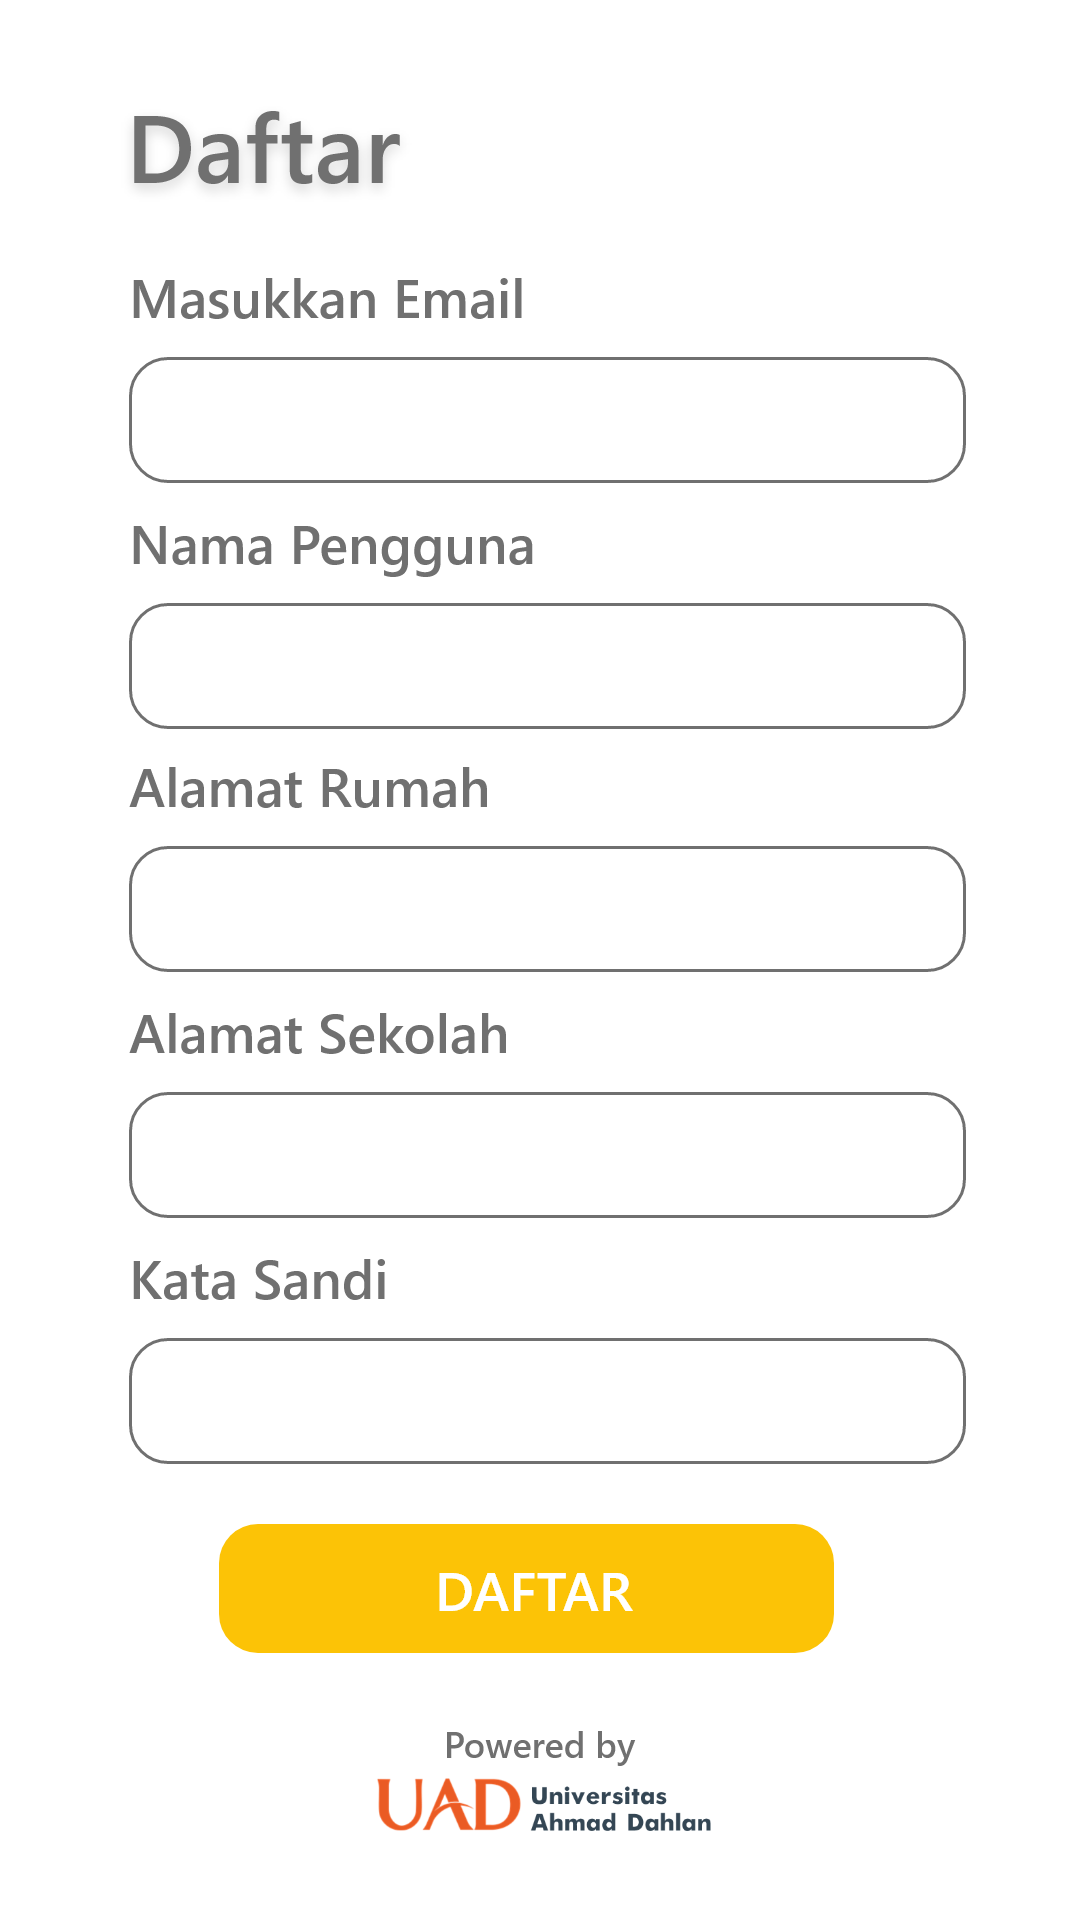 Daftar
Masukkan Email
Nama Pengguna
Alamat Rumah
Alamat Sekolah
Kata Sandi
DAFTAR
Powered by
UAD Universitas
Ahmad Dahlan